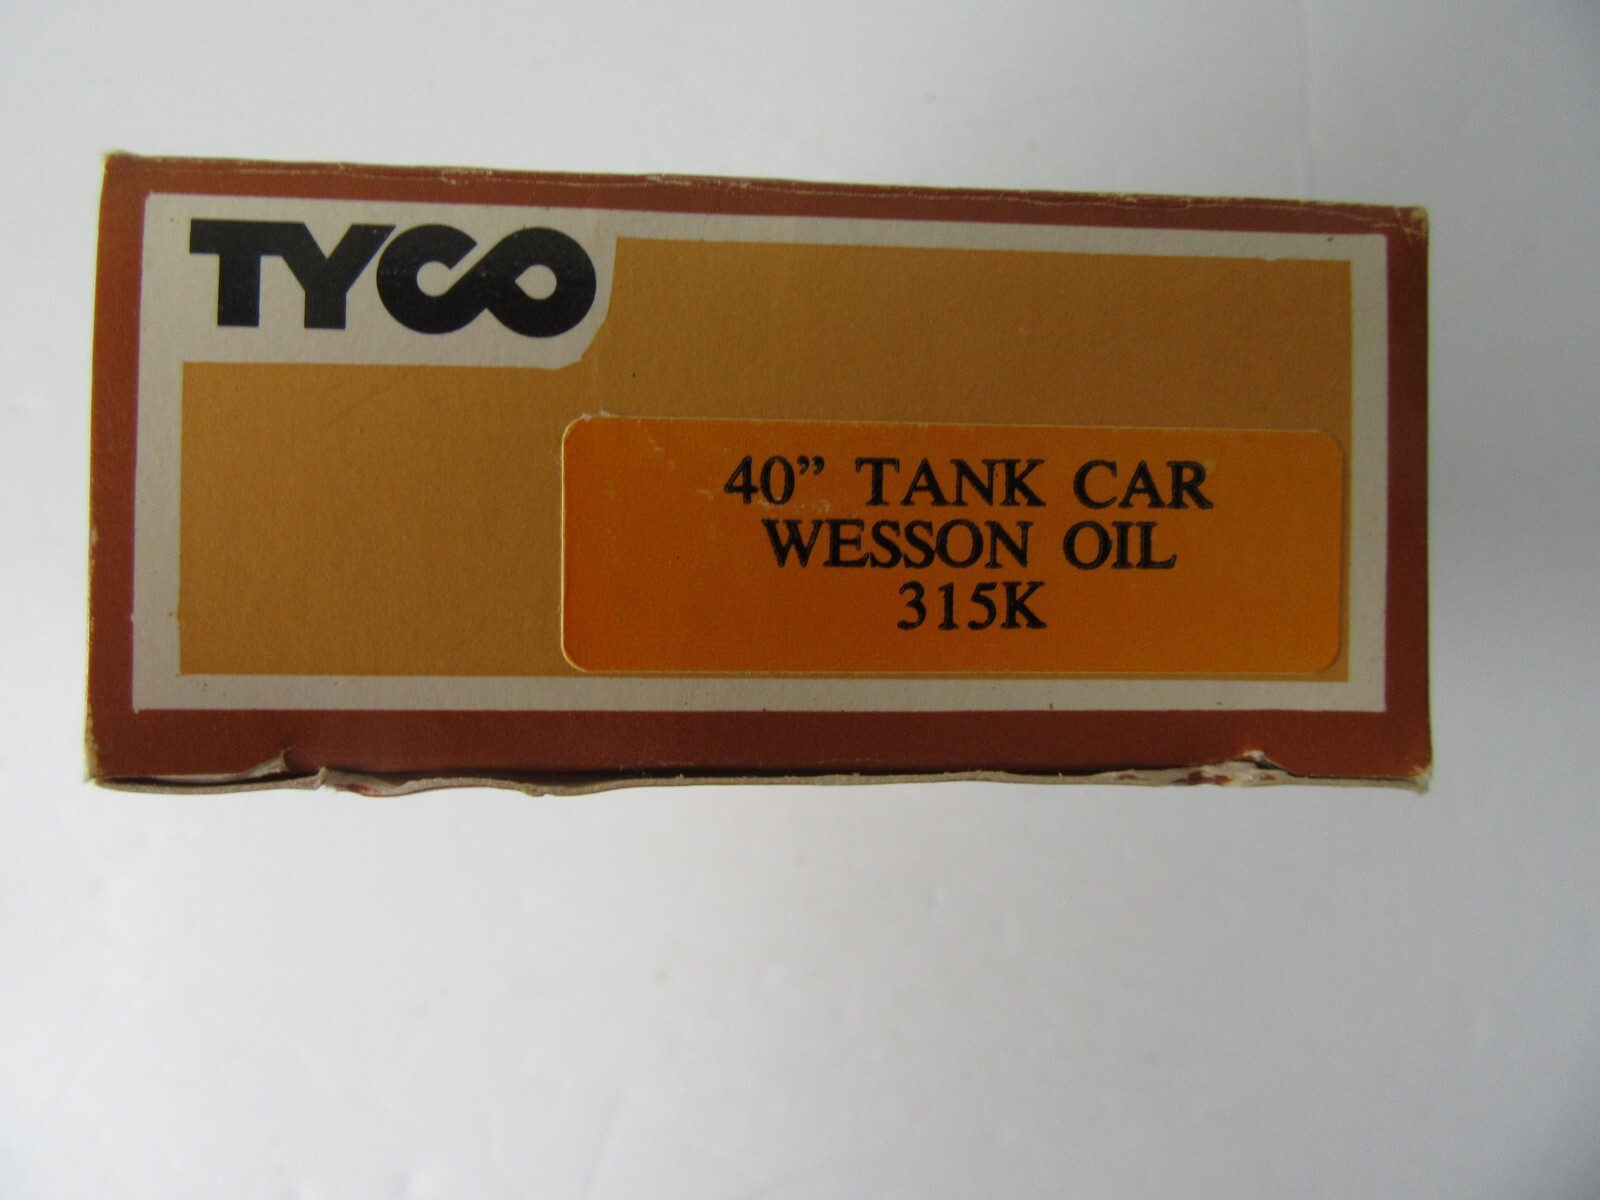 TYCO
40” TANK CAR
WESSON OIL
315K